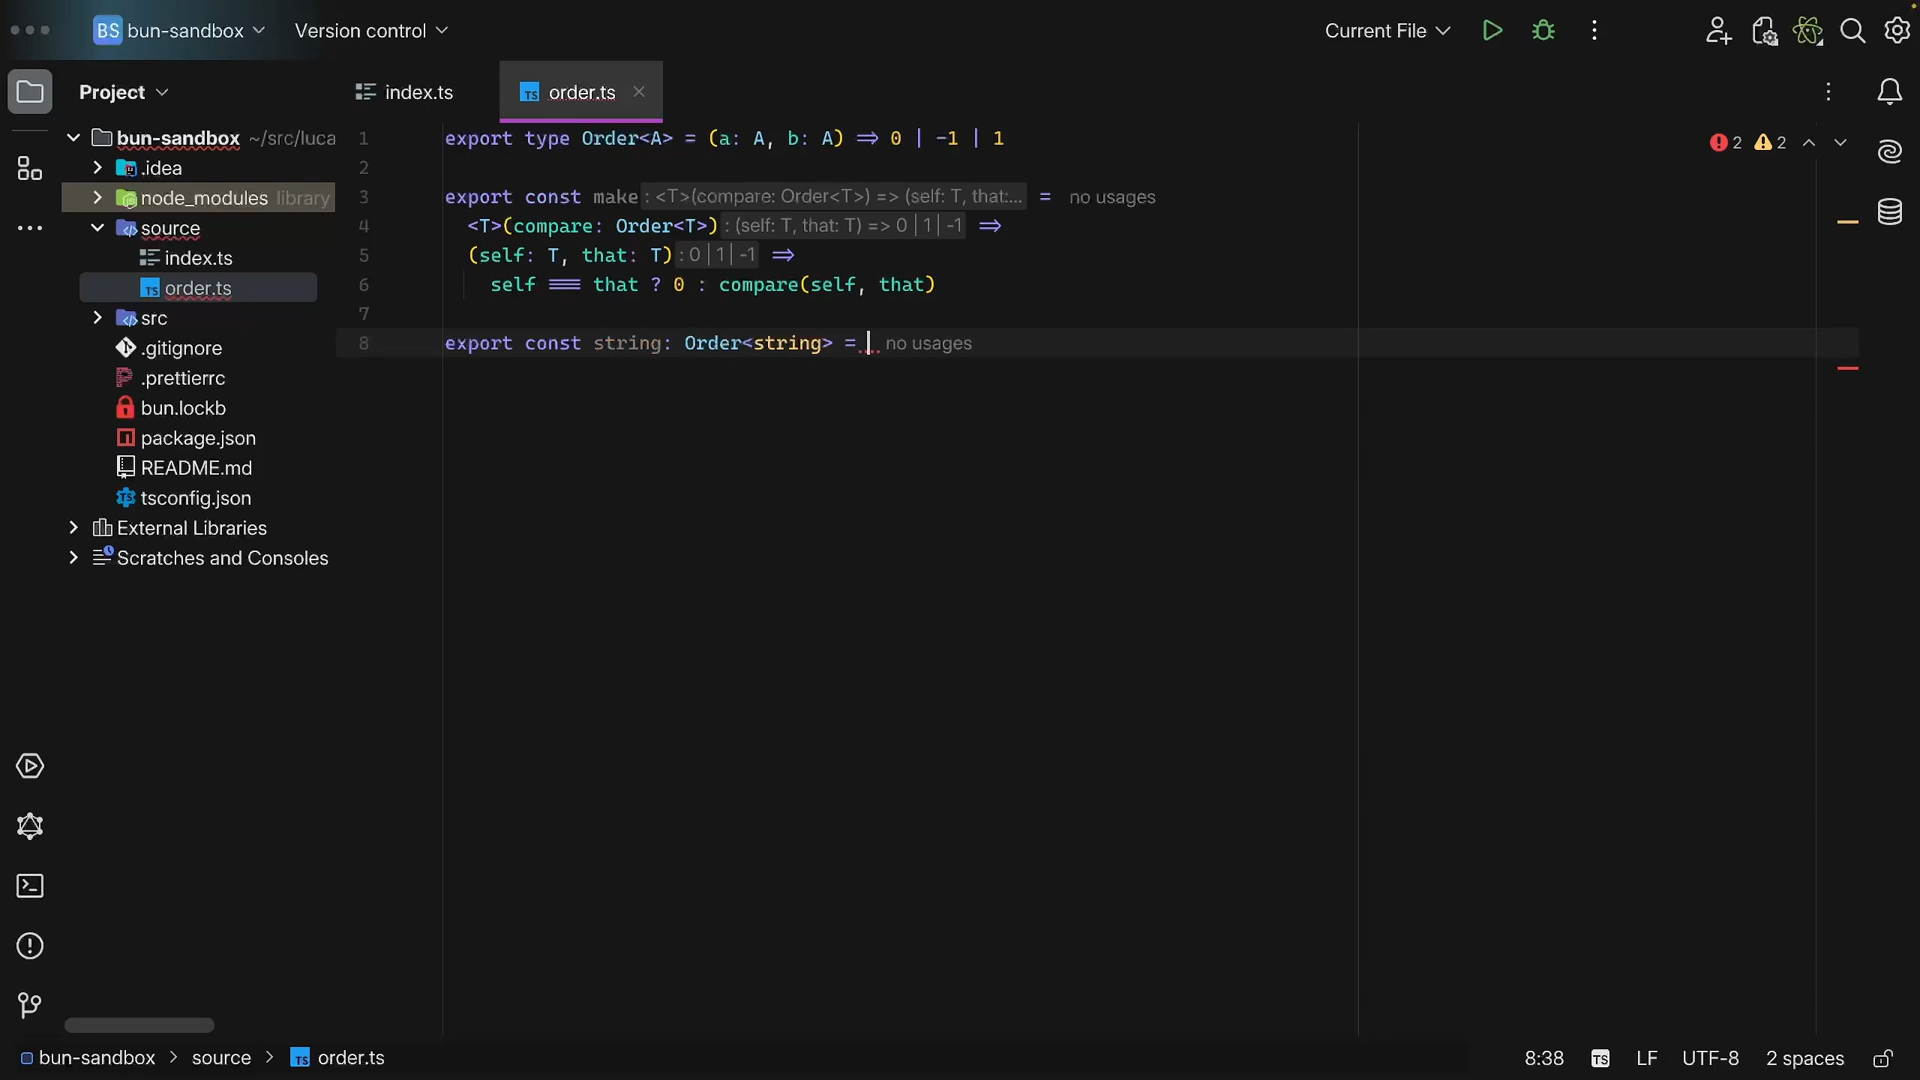 BS bun-sandbox Version control Current File
Project index.ts order.ts
bun-sandbox ~/src/luca
.idea
node_modules library
source
index.ts
order.ts
src
.gitignore
.prettierrc
bun.lockb
package.json
README.md
tsconfig.json
External Libraries
Scratches and Consoles
1 export type Order<A> = (a: A, b: A) => 0 | -1 | 1
2
3 export const make : <T>(compare: Order<T>) => (self: T, that:... = no usages
4 <T>(compare: Order<T>) : (self: T, that: T) => 0 | 1 | -1 =>
5 (self: T, that: T) : 0 | 1 | -1 =>
6 self === that ? 0 : compare(self, that)
7
8 export const string: Order<string> = no usages
2 2
bun-sandbox > source > TS order.ts 8:38 TS LF UTF-8 2 spaces